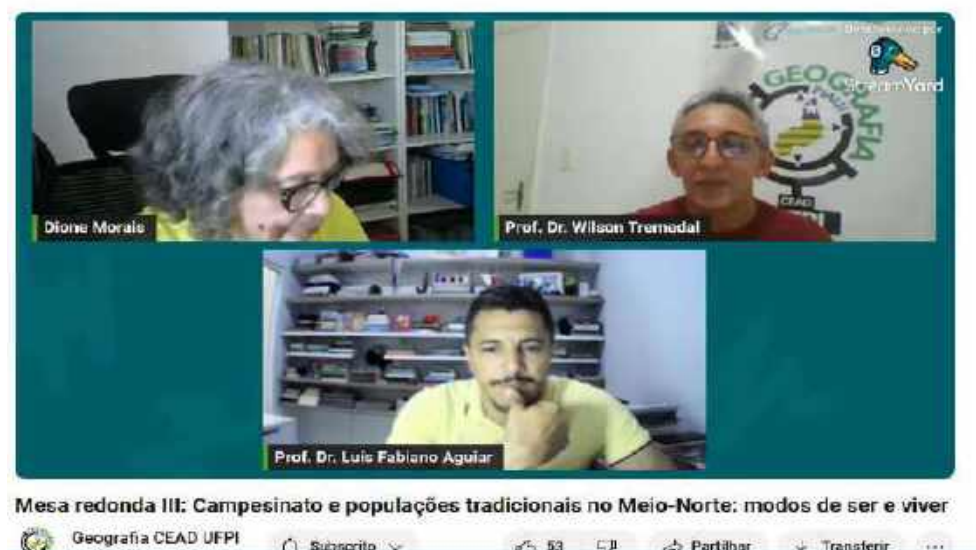 StreamYard
GEOGRAFIA
CEAD
Dione Morais
Prof. Dr. Wilson Tremedal
Prof. Dr. Luis Fabiano Aguiar
Mesa redonda III: Campesinato e populações tradicionais no Meio-Norte: modos de ser e viver
Geografia CEAD UFPI
Subscrito
53
Partilhar
Transferir
...